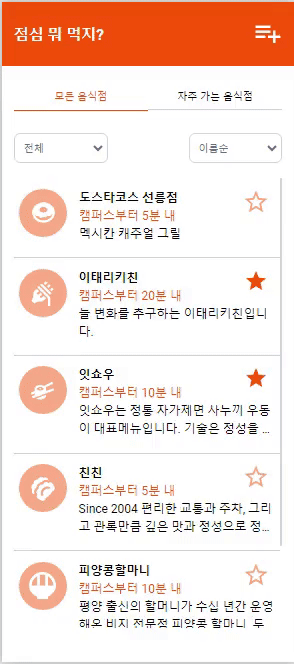 점심 뭐 먹지?
모든 음식점
자주 가는 음식점
전체
이름순
도스타코스 선릉점
캠퍼스부터 5분 내
멕시칸 캐주얼 그릴
이태리키친
캠퍼스부터 20분 내
늘 변화를 추구하는 이태리키친입니
다.
잇쇼우
캠퍼스부터 10분 내
잇쇼우는 정통 자가제면 사누끼 우동
이 대표메뉴입니다. 기술은 정성을 ...
친친
캠퍼스부터 5분 내
Since 2004 편리한 교통과 주차, 그리
고 관록만큼 깊은 맛과 정성으로 정...
피양콩할마니
캠퍼스부터 10분 내
평양 출신의 할머니가 수십 년간 운영
해온 비지 전문점 피양콩 할마니. 두